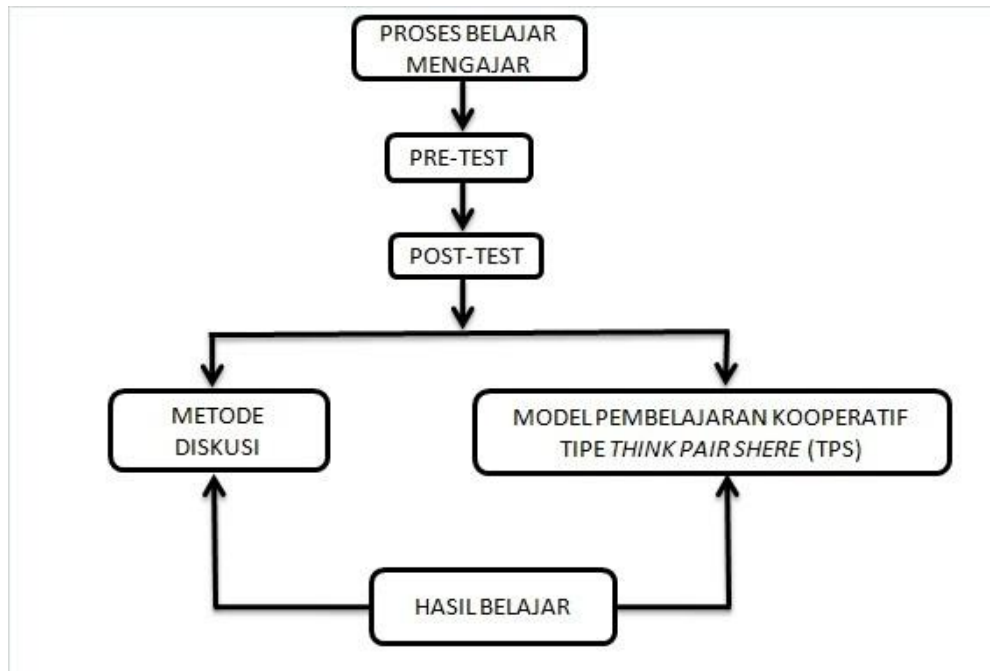 PROSES BELAJAR
MENGAJAR
PRE-TEST
POST-TEST
METODE
DISKUSI
MODEL PEMBELAJARAN KOOPERATIF
TIPE THINK PAIR SHERE (TPS)
HASIL BELAJAR